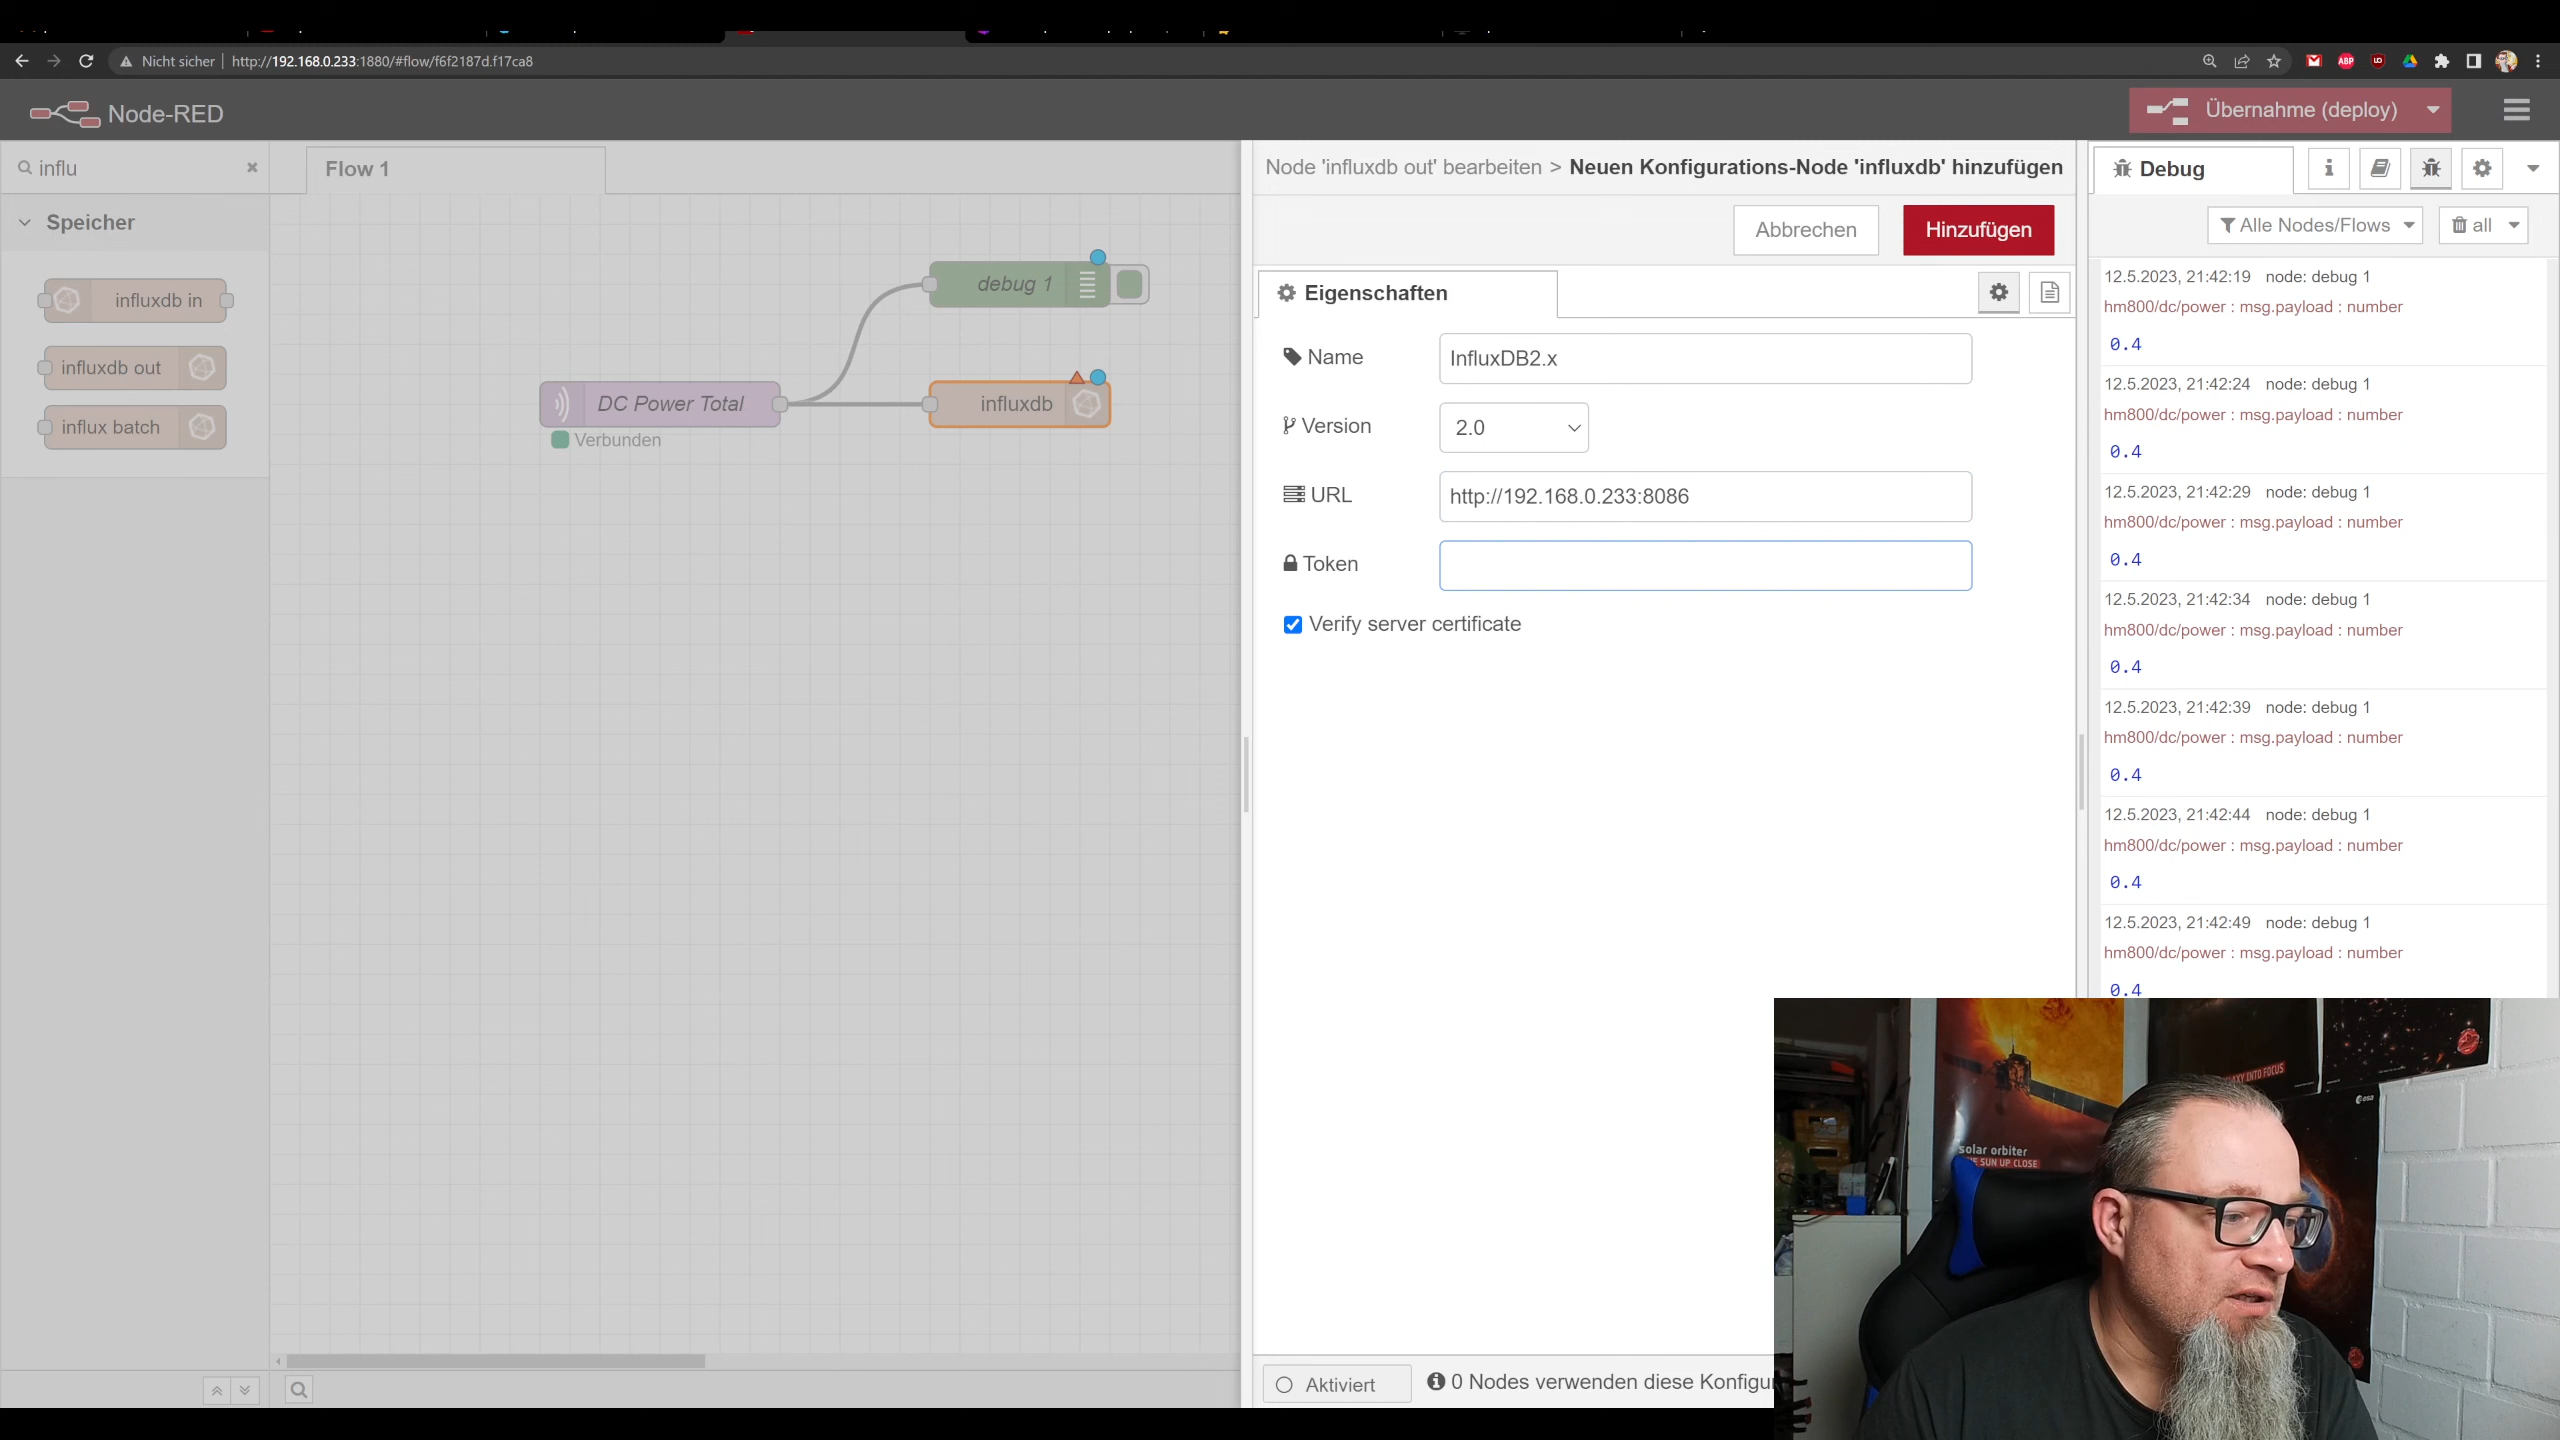 Nicht sicher | http://192.168.0.233:1880/#flow/f6f2187d.f17ca8
ABP
Node-RED
Übernahme (deploy)
influ
Flow 1
Speicher
influxdb in
influxdb out
influx batch
debug 1
DC Power Total
Verbunden
influxdb
Node 'influxdb out' bearbeiten > Neuen Konfigurations-Node 'influxdb' hinzufügen
Abbrechen
Hinzufügen
Eigenschaften
Name
InfluxDB2.x
Version
2.0
URL
http://192.168.0.233:8086
Token
Verify server certificate
Aktiviert
0 Nodes verwenden diese Konfigu
Debug
Alle Nodes/Flows
all
12.5.2023, 21:42:19 node: debug 1
hm800/dc/power : msg.payload : number
0.4
12.5.2023, 21:42:24 node: debug 1
hm800/dc/power : msg.payload : number
0.4
12.5.2023, 21:42:29 node: debug 1
hm800/dc/power : msg.payload : number
0.4
12.5.2023, 21:42:34 node: debug 1
hm800/dc/power : msg.payload : number
0.4
12.5.2023, 21:42:39 node: debug 1
hm800/dc/power : msg.payload : number
0.4
12.5.2023, 21:42:44 node: debug 1
hm800/dc/power : msg.payload : number
0.4
12.5.2023, 21:42:49 node: debug 1
hm800/dc/power : msg.payload : number
0.4
INTO FOCUS
esa
solar orbiter
SUN UP CLOSE